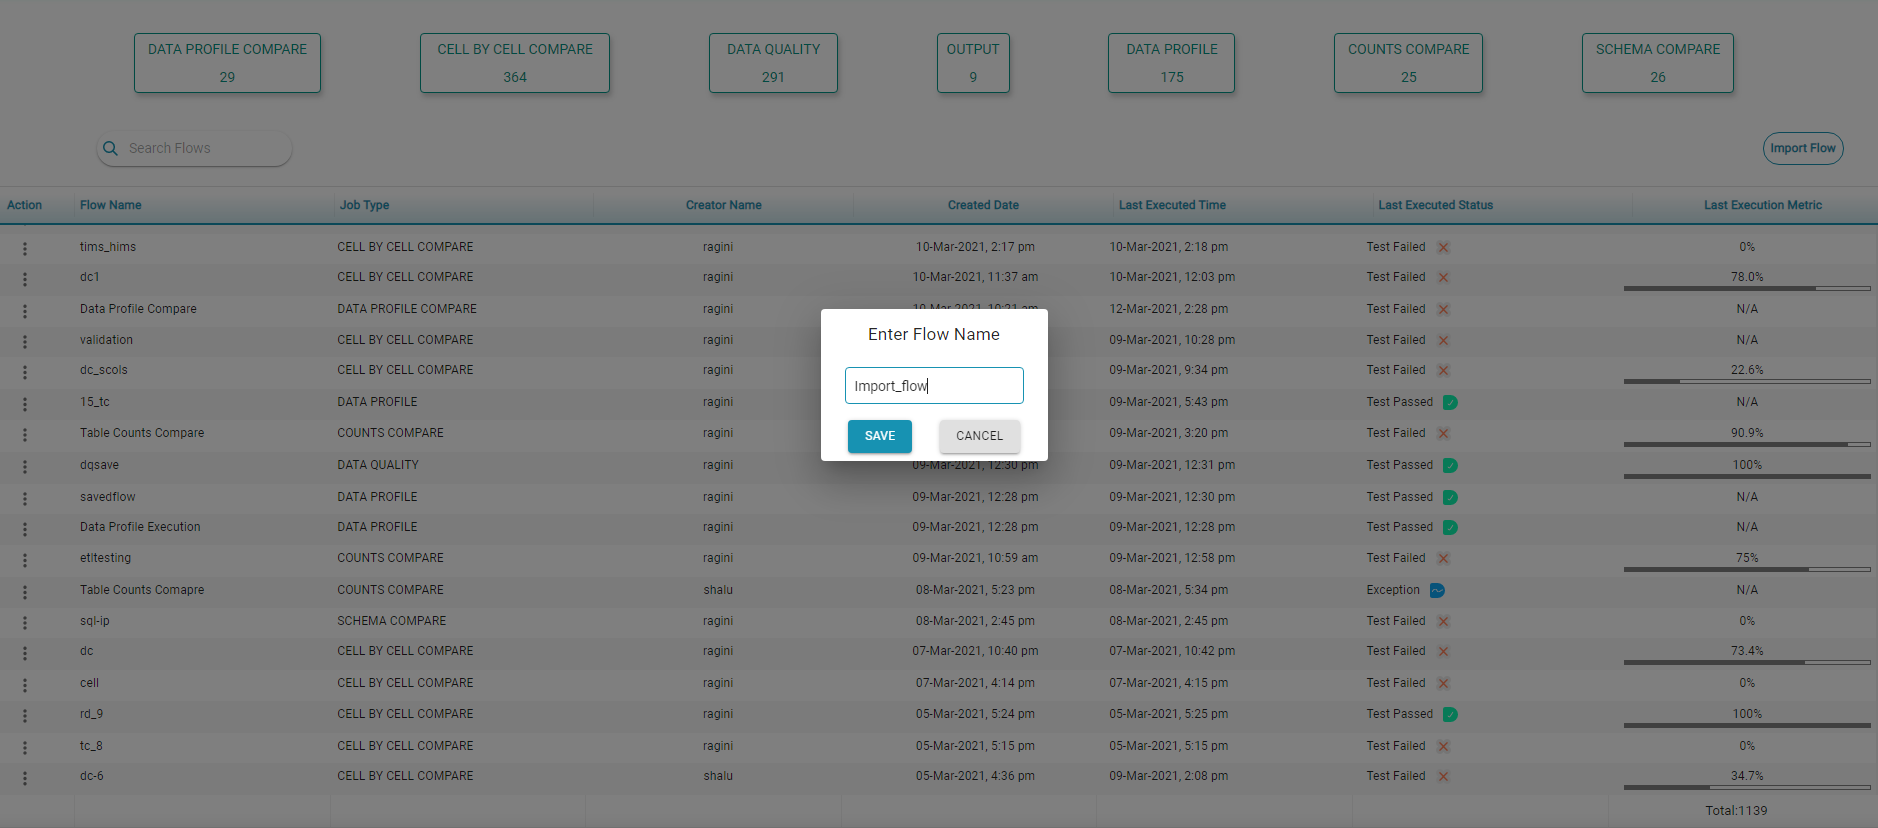 DATA PROFILE COMPARE CELL BY CELL COMPARE DATA QUALITY OUTPUT DATA PROFILE COUNTS COMPARE SCHEMA COMPARE
29 364 291 9 175 25 26
Search Flows Import Flow
Action Flow Name Job Type Creator Name Created Date Last Executed Time Last Executed Status Last Execution Metric
tims_hims CELL BY CELL COMPARE ragini 10-Mar-2021, 2:17 pm 10-Mar-2021, 2:18 pm Test Failed 0%
dc1 CELL BY CELL COMPARE ragini 10-Mar-2021, 11:37 am 10-Mar-2021, 12:03 pm Test Failed 78.0%
Data Profile Compare DATA PROFILE COMPARE ragini 10-Mar-2021, 10:21 am 12-Mar-2021, 2:28 pm Test Failed N/A
validation CELL BY CELL COMPARE ragini 09-Mar-2021, 10:28 pm Test Failed N/A
dc_scols CELL BY CELL COMPARE ragini 09-Mar-2021, 9:34 pm Test Failed 22.6%
15_tc DATA PROFILE ragini 09-Mar-2021, 5:43 pm Test Passed N/A
Table Counts Compare COUNTS COMPARE ragini 09-Mar-2021, 3:20 pm Test Failed 90.9%
dqsave DATA QUALITY ragini 09-Mar-2021, 12:30 pm 09-Mar-2021, 12:31 pm Test Passed 100%
savedflow DATA PROFILE ragini 09-Mar-2021, 12:28 pm 09-Mar-2021, 12:30 pm Test Passed N/A
Data Profile Execution DATA PROFILE ragini 09-Mar-2021, 12:28 pm 09-Mar-2021, 12:28 pm Test Passed N/A
etltesting COUNTS COMPARE ragini 09-Mar-2021, 10:59 am 09-Mar-2021, 12:58 pm Test Failed 75%
Table Counts Comapre COUNTS COMPARE shalu 08-Mar-2021, 5:23 pm 08-Mar-2021, 5:34 pm Exception N/A
sql-ip SCHEMA COMPARE ragini 08-Mar-2021, 2:45 pm 08-Mar-2021, 2:45 pm Test Failed 0%
dc CELL BY CELL COMPARE ragini 07-Mar-2021, 10:40 pm 07-Mar-2021, 10:42 pm Test Failed 73.4%
cell CELL BY CELL COMPARE ragini 07-Mar-2021, 4:14 pm 07-Mar-2021, 4:15 pm Test Failed 0%
rd_9 CELL BY CELL COMPARE ragini 05-Mar-2021, 5:24 pm 05-Mar-2021, 5:25 pm Test Passed 100%
tc_8 CELL BY CELL COMPARE ragini 05-Mar-2021, 5:15 pm 05-Mar-2021, 5:15 pm Test Failed 0%
dc-6 CELL BY CELL COMPARE shalu 05-Mar-2021, 4:36 pm 09-Mar-2021, 2:08 pm Test Failed 34.7%
Total:1139
Enter Flow Name
Import_flow
SAVE CANCEL